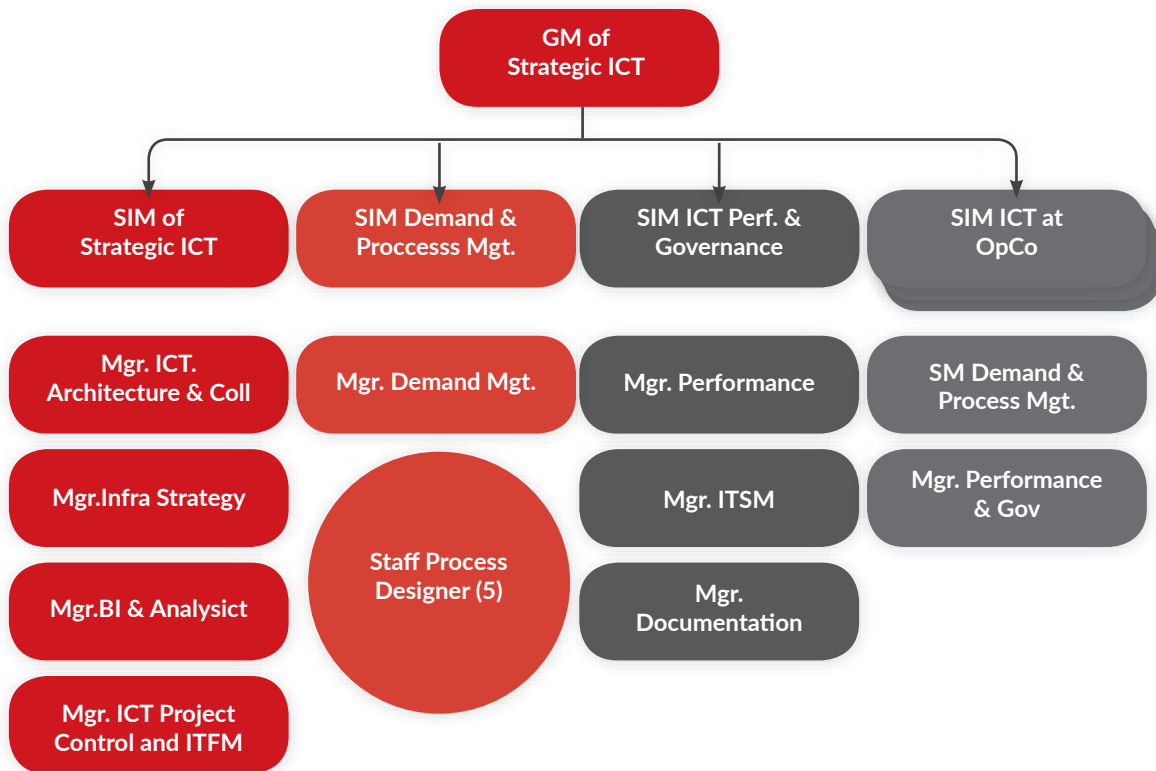 GM of
Strategic ICT
SIM of
Strategic ICT
SIM Demand &
Proccesss Mgt.
SIM ICT Perf. &
Governance
SIM ICT at
OpCo
Mgr. ICT.
Architecture & Coll
Mgr. Demand Mgt.
Mgr. Performance
SM Demand &
Process Mgt.
Mgr.Infra Strategy
Mgr. ITSM
Mgr. Performance
& Gov
Staff Process
Designer (5)
Mgr.BI & Analysict
Mgr.
Documentation
Mgr. ICT Project
Control and ITFM